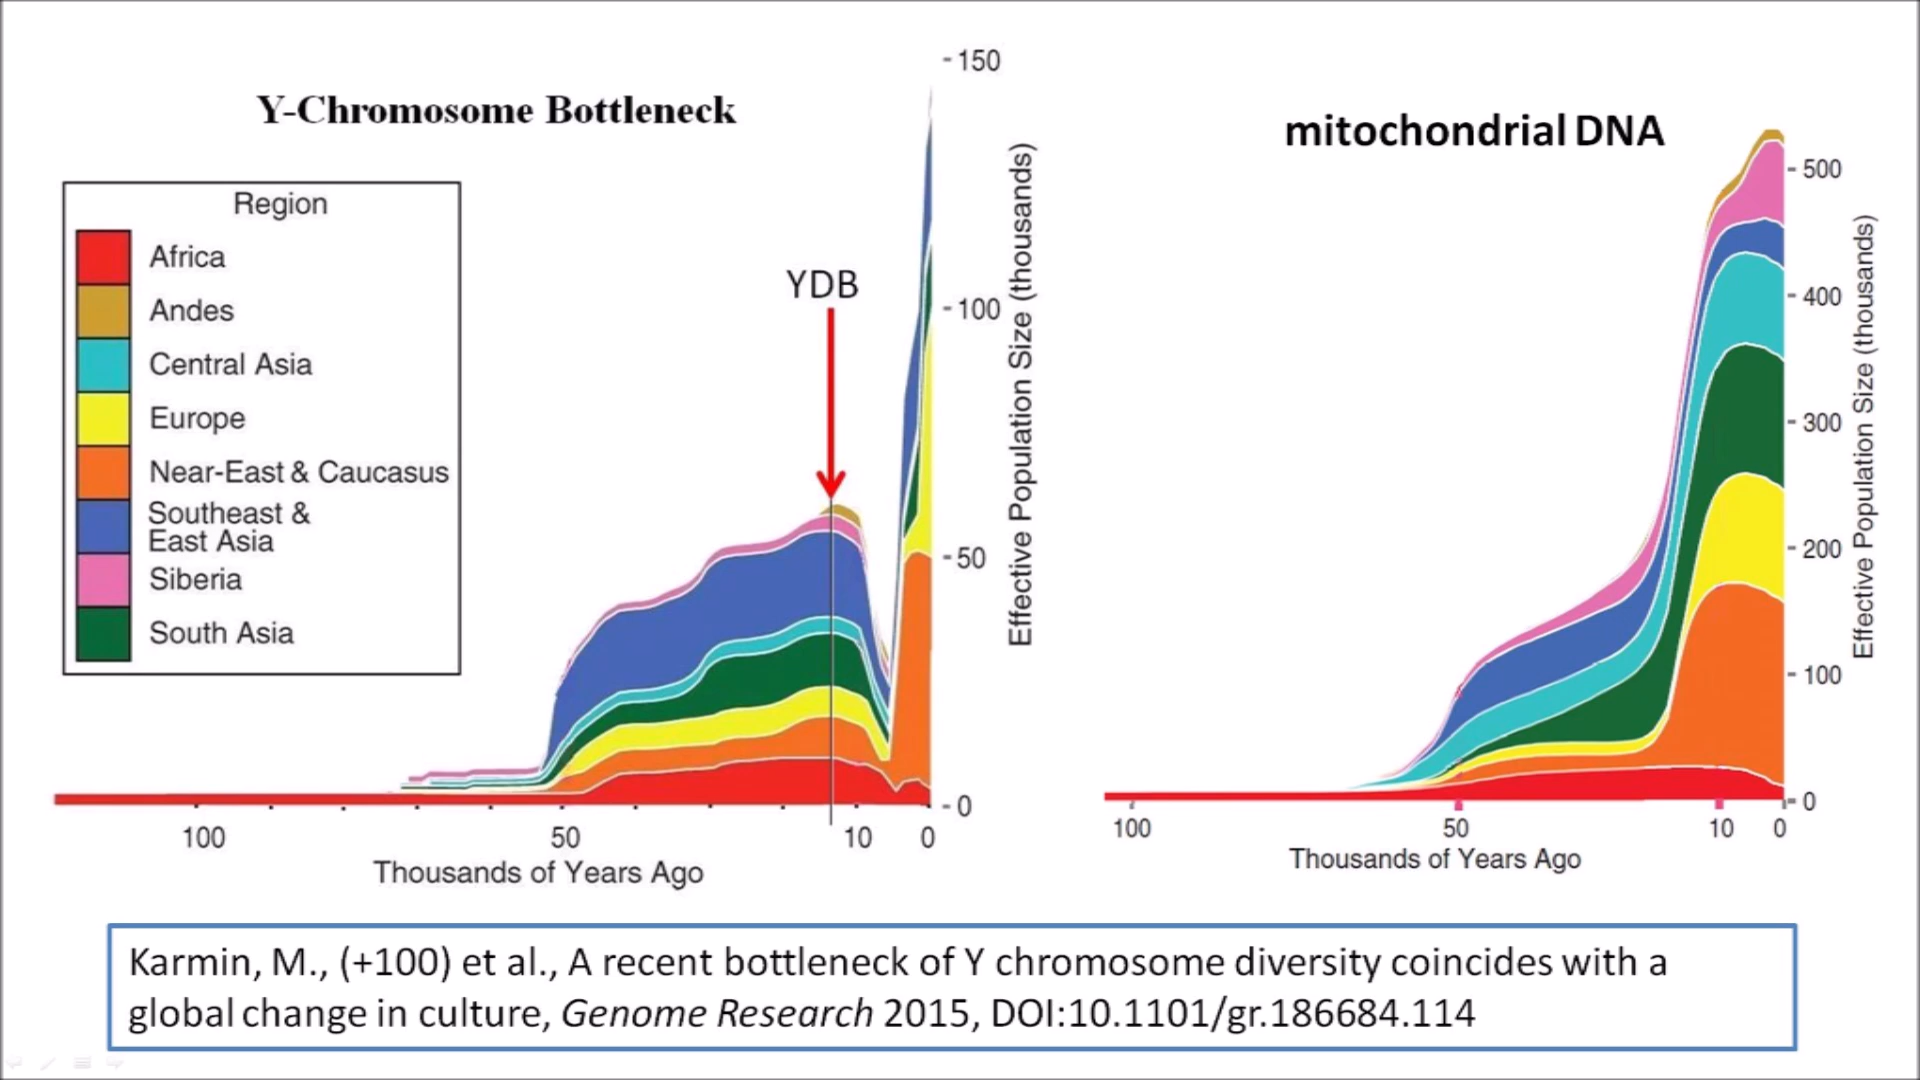 Y-Chromosome Bottleneck
Region
Africa
Andes
Central Asia
Europe
Near-East & Caucasus
Southeast &
East Asia
Siberia
South Asia
YDB
150
100
50
0
Effective Population Size (thousands)
100
50
10
0
Thousands of Years Ago
mitochondrial DNA
500
400
300
200
100
0
Effective Population Size (thousands)
100
50
10
0
Thousands of Years Ago
Karmin, M., (+100) et al., A recent bottleneck of Y chromosome diversity coincides with a
global change in culture, Genome Research 2015, DOI:10.1101/gr.186684.114